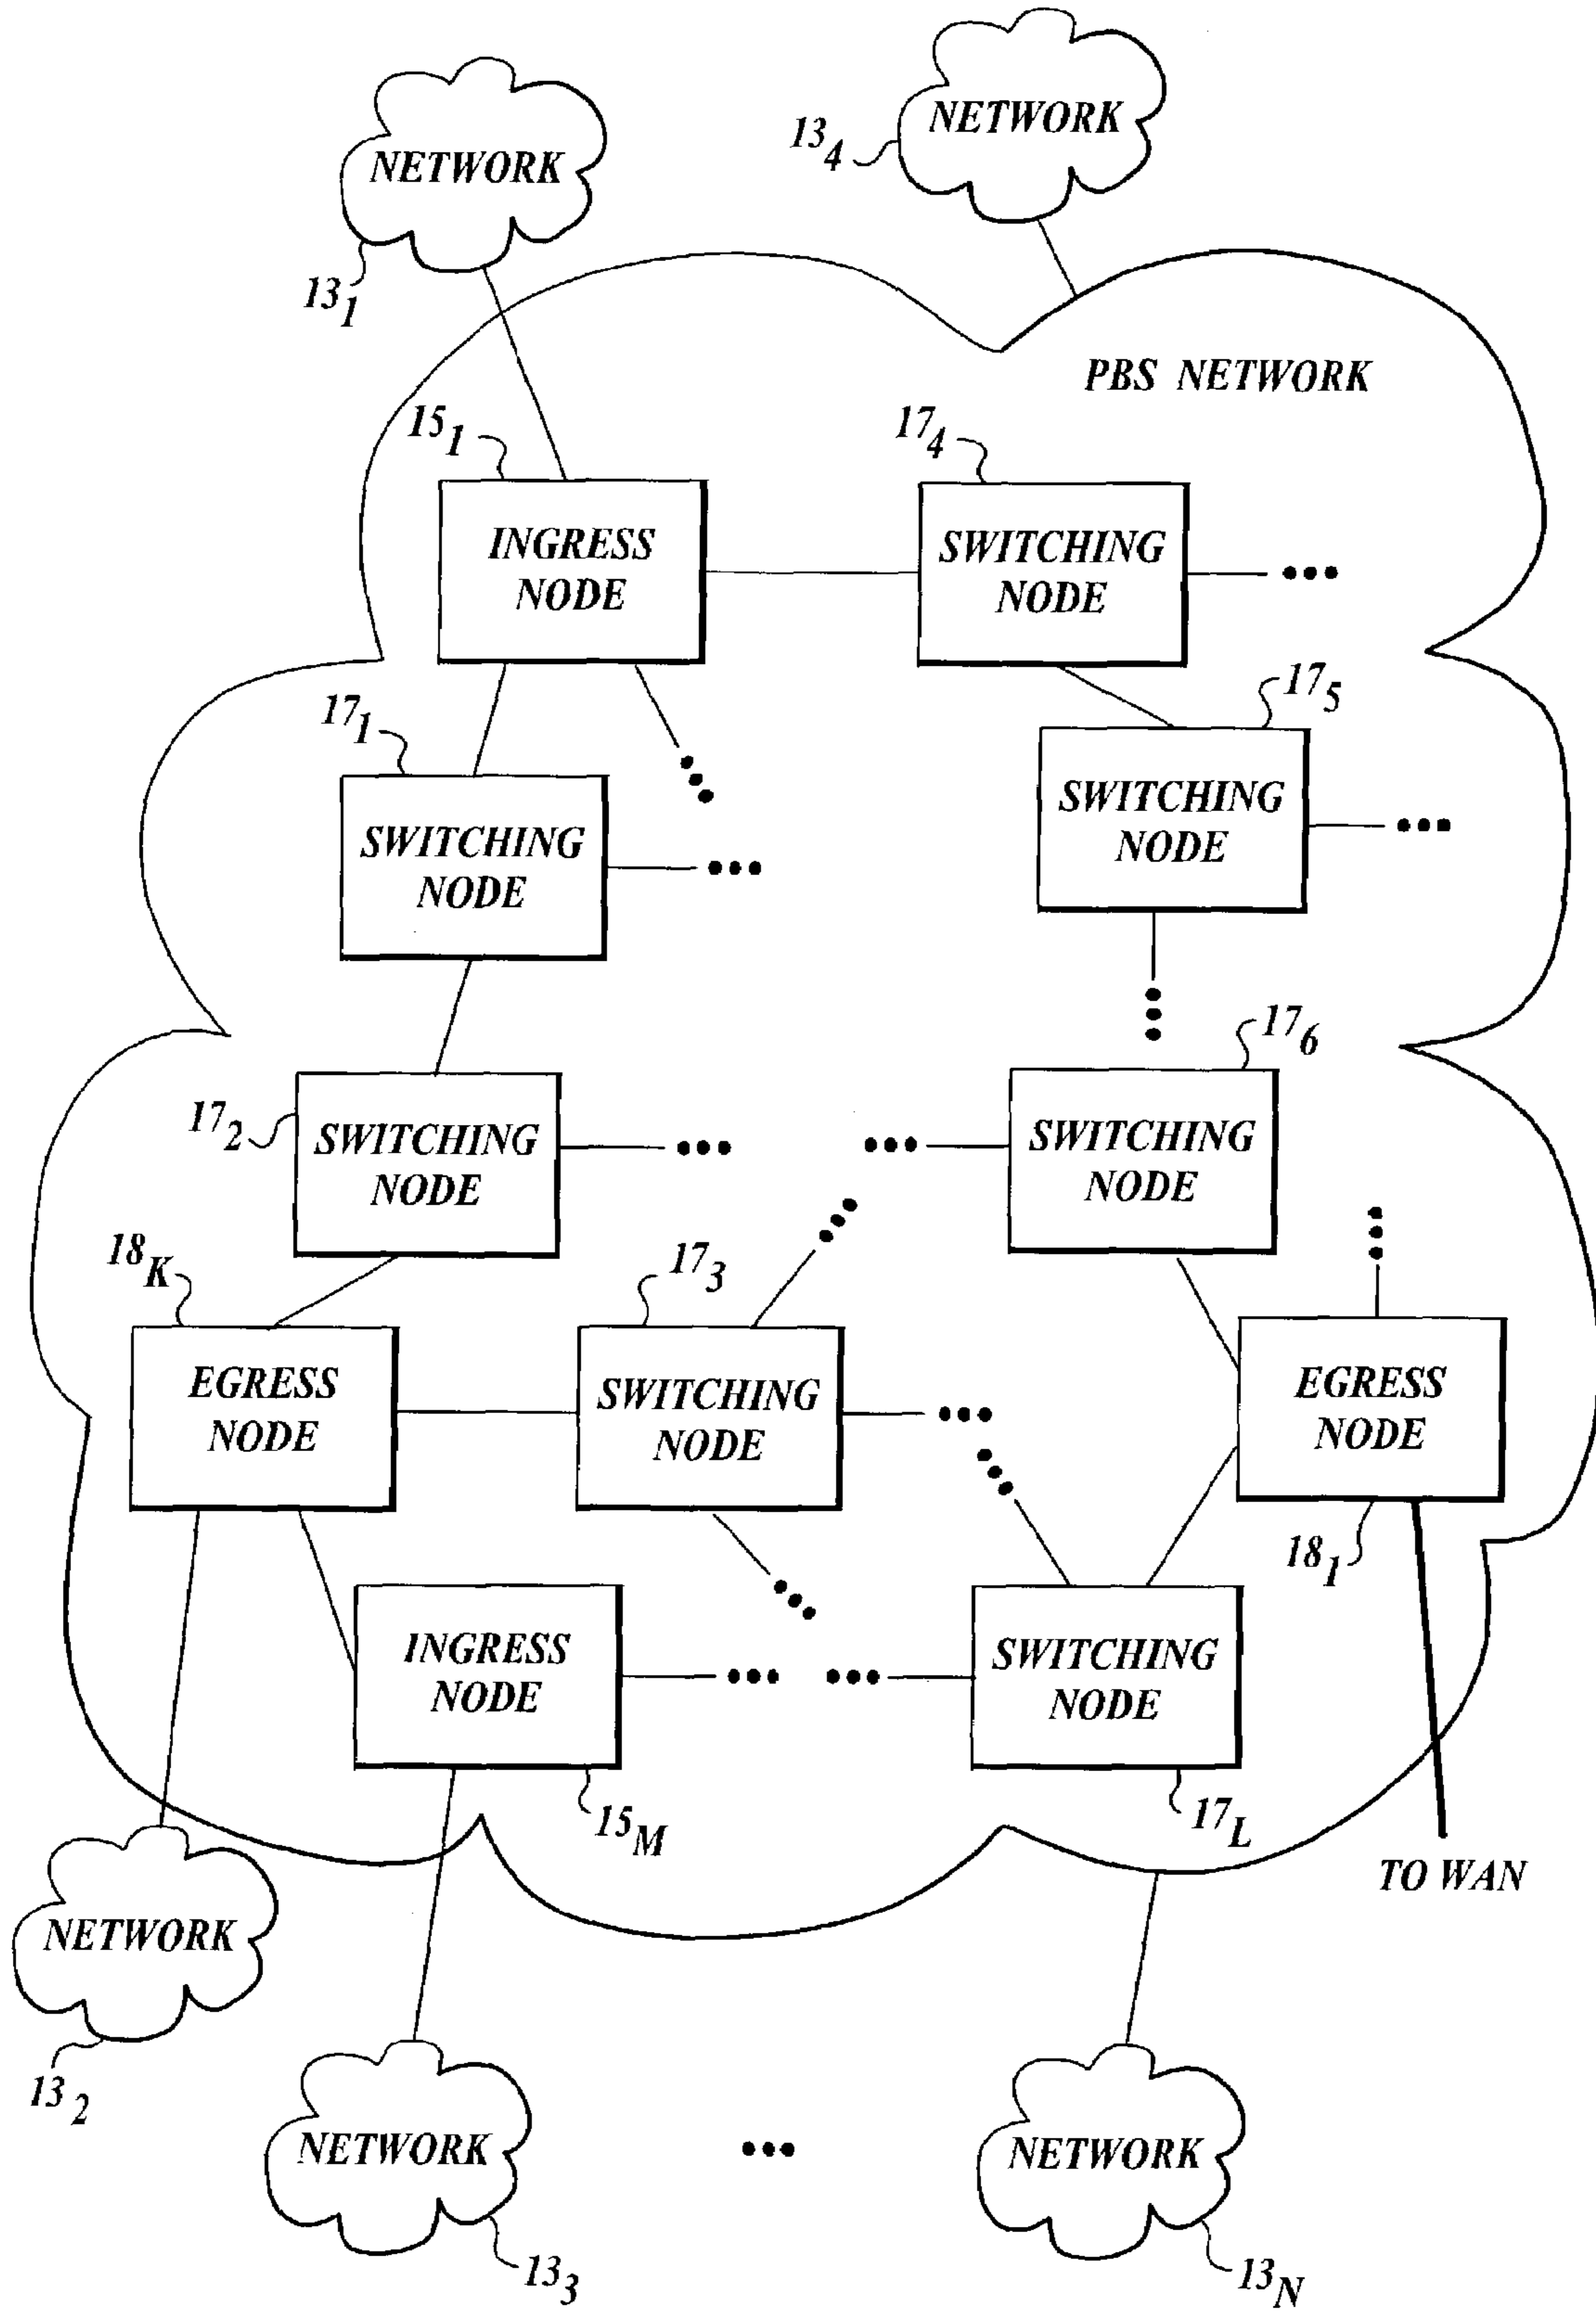 NETWORK
13₄
NETWORK
13₁
PBS NETWORK
15₁
17₄
INGRESS
NODE
SWITCHING
NODE
17₅
17₁
SWITCHING
NODE
SWITCHING
NODE
17₆
17₂
SWITCHING
NODE
SWITCHING
NODE
18K
17₃
EGRESS
NODE
SWITCHING
NODE
EGRESS
NODE
18₁
INGRESS
NODE
SWITCHING
NODE
15M
17L
TO WAN
NETWORK
13₂
NETWORK
•••
NETWORK
13₃
13N